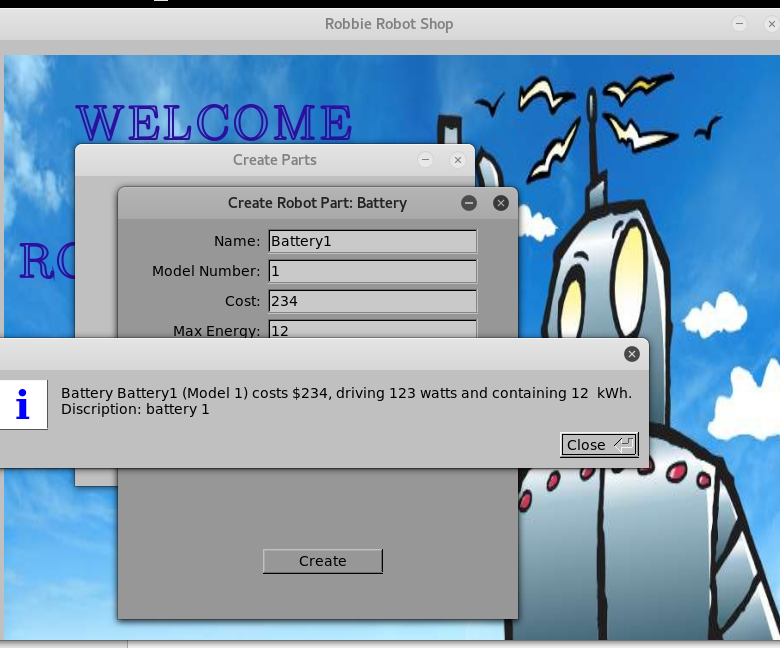 Robbie Robot Shop
WELCOME
Create Parts
Create Robot Part: Battery
Name: Battery1
Model Number: 1
Cost: 234
Max Energy: 12
Battery Battery1 (Model 1) costs $234, driving 123 watts and containing 12  kWh.
Discription: battery 1
Close
Create